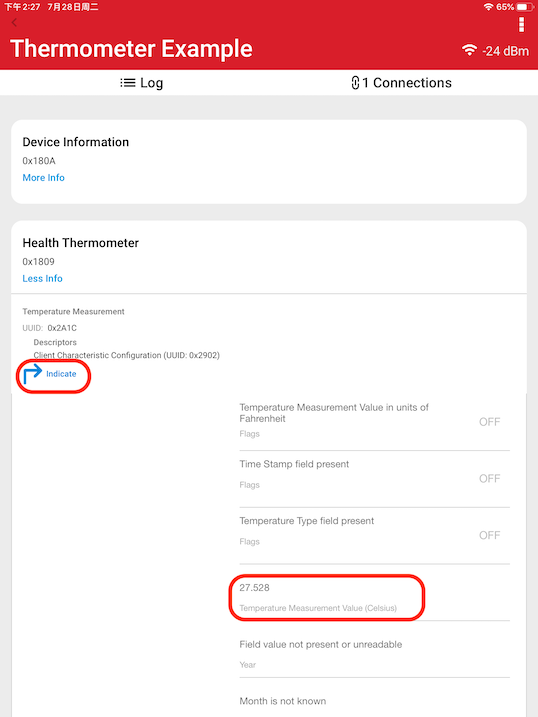 下午2:27 7月28日周二 65%
Thermometer Example
-24 dBm
Log
1 Connections
Device Information
0x180A
More Info
Health Thermometer
0x1809
Less Info
Temperature Measurement
UUID: 0x2A1C
Descriptors
Client Characteristic Configuration (UUID: 0x2902)
Indicate
Temperature Measurement Value in units of
Fahrenheit
OFF
Flags
Time Stamp field present
OFF
Flags
Temperature Type field present
OFF
Flags
27.528
Temperature Measurement Value (Celsius)
Field value not present or unreadable
Year
Month is not known